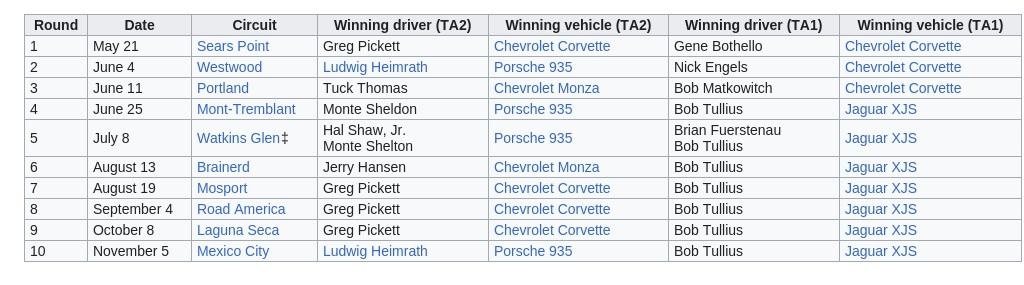 Round Date Circuit Winning driver (TA2) Winning vehicle (TA2) Winning driver (TA1) Winning vehicle (TA1)
1 May 21 Sears Point Greg Pickett Chevrolet Corvette Gene Bothello Chevrolet Corvette
2 June 4 Westwood Ludwig Heimrath Porsche 935 Nick Engels Chevrolet Corvette
3 June 11 Portland Tuck Thomas Chevrolet Monza Bob Matkowitch Chevrolet Corvette
4 June 25 Mont-Tremblant Monte Sheldon Porsche 935 Bob Tullius Jaguar XJS
5 July 8 Watkins Glen‡ Hal Shaw, Jr. Porsche 935 Brian Fuerstenau Jaguar XJS
Monte Shelton Bob Tullius
6 August 13 Brainerd Jerry Hansen Chevrolet Monza Bob Tullius Jaguar XJS
7 August 19 Mosport Greg Pickett Chevrolet Corvette Bob Tullius Jaguar XJS
8 September 4 Road America Greg Pickett Chevrolet Corvette Bob Tullius Jaguar XJS
9 October 8 Laguna Seca Greg Pickett Chevrolet Corvette Bob Tullius Jaguar XJS
10 November 5 Mexico City Ludwig Heimrath Porsche 935 Bob Tullius Jaguar XJS